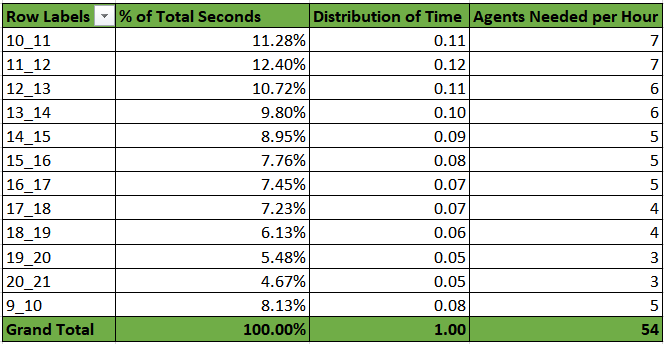 Row Labels % of Total Seconds Distribution of Time Agents Needed per Hour
10_11 11.28% 0.11 7
11_12 12.40% 0.12 7
12_13 10.72% 0.11 6
13_14 9.80% 0.10 6
14_15 8.95% 0.09 5
15_16 7.76% 0.08 5
16_17 7.45% 0.07 5
17_18 7.23% 0.07 4
18_19 6.13% 0.06 4
19_20 5.48% 0.05 3
20_21 4.67% 0.05 3
9_10 8.13% 0.08 5
Grand Total 100.00% 1.00 54